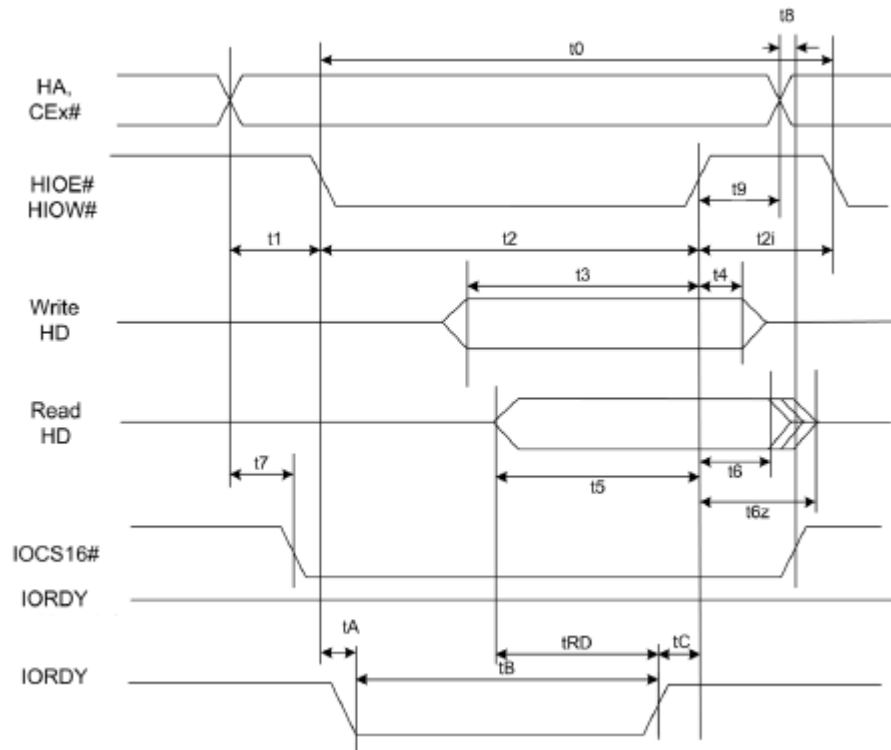 t8
t0
HA,
CEx#
HIOE#
HIOW#
t9
t1
t2
t2i
t3
t4
Write
HD
Read
HD
t7
t5
t6
t6z
IOCS16#
IORDY
tA
tRD
tC
tB
IORDY